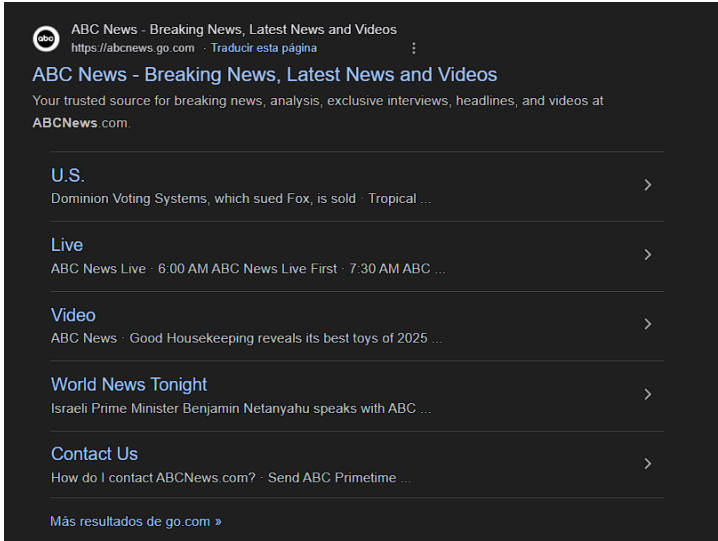 abc
ABC News - Breaking News, Latest News and Videos
https://abcnews.go.com · Traducir esta página
ABC News - Breaking News, Latest News and Videos
Your trusted source for breaking news, analysis, exclusive interviews, headlines, and videos at
ABCNews.com.
U.S.
Dominion Voting Systems, which sued Fox, is sold · Tropical ...
Live
ABC News Live · 6:00 AM ABC News Live First · 7:30 AM ABC ...
Video
ABC News · Good Housekeeping reveals its best toys of 2025 ...
World News Tonight
Israeli Prime Minister Benjamin Netanyahu speaks with ABC ...
Contact Us
How do I contact ABCNews.com? · Send ABC Primetime ...
Más resultados de go.com »